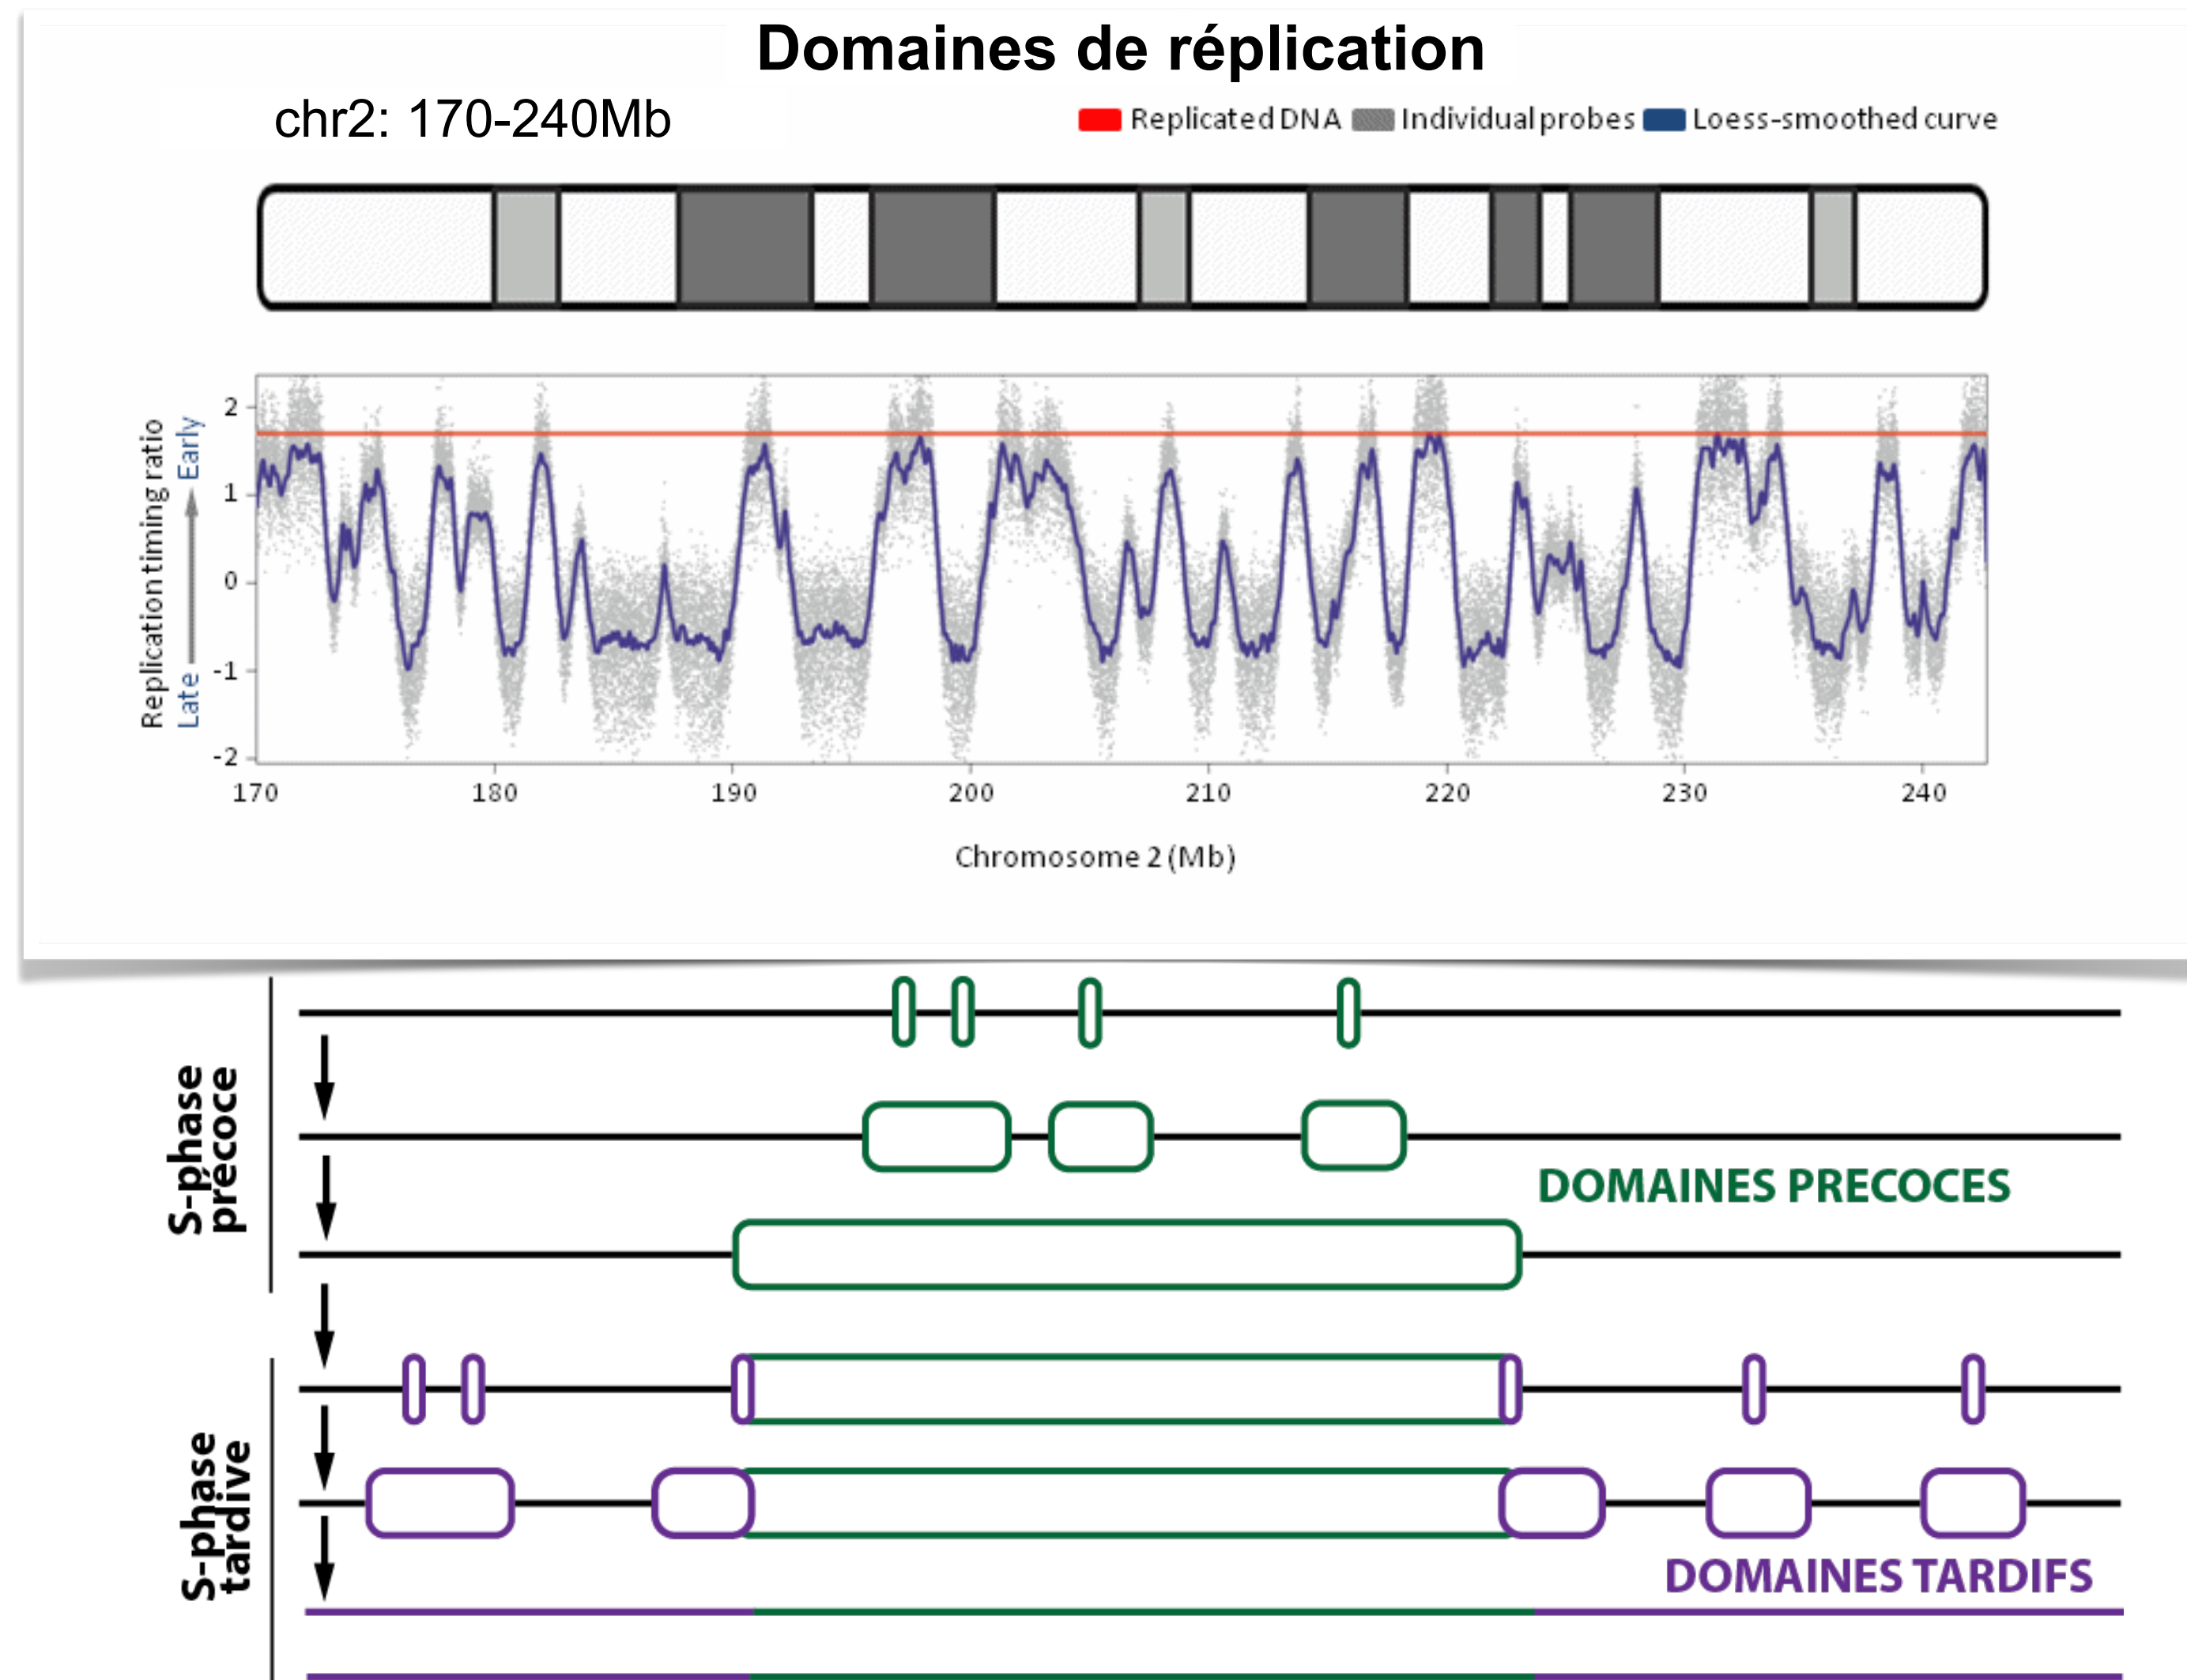 Domaines de réplication
chr2: 170-240Mb
Replicated DNA Individual probes Loess-smoothed curve
Replication timing ratio
Late Early
2
1
0
-1
-2
170 180 190 200 210 220 230 240
Chromosome 2 (Mb)
S-phase
précoce
DOMAINES PRECOCES
S-phase
tardive
DOMAINES TARDIFS